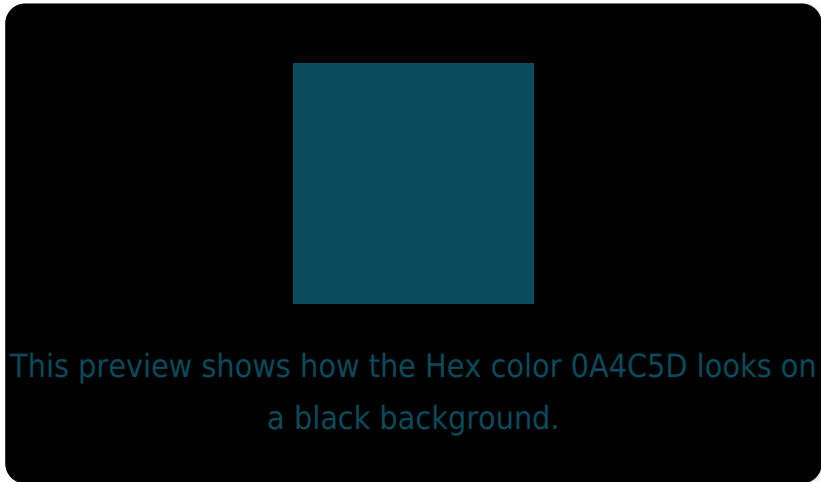 This preview shows how the Hex color 0A4C5D looks on
a black background.